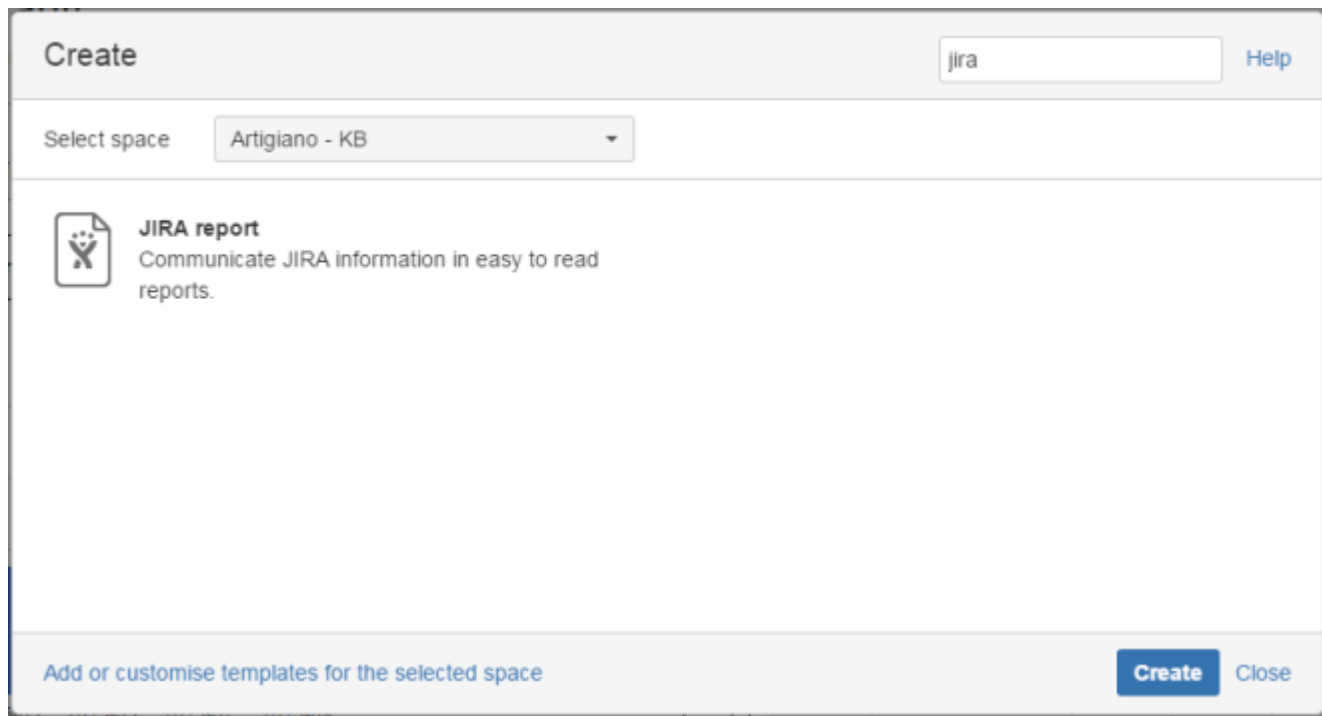 Create
jira
Help
Select space
Artigiano - KB
JIRA report
Communicate JIRA information in easy to read
reports.
Add or customise templates for the selected space
Create
Close